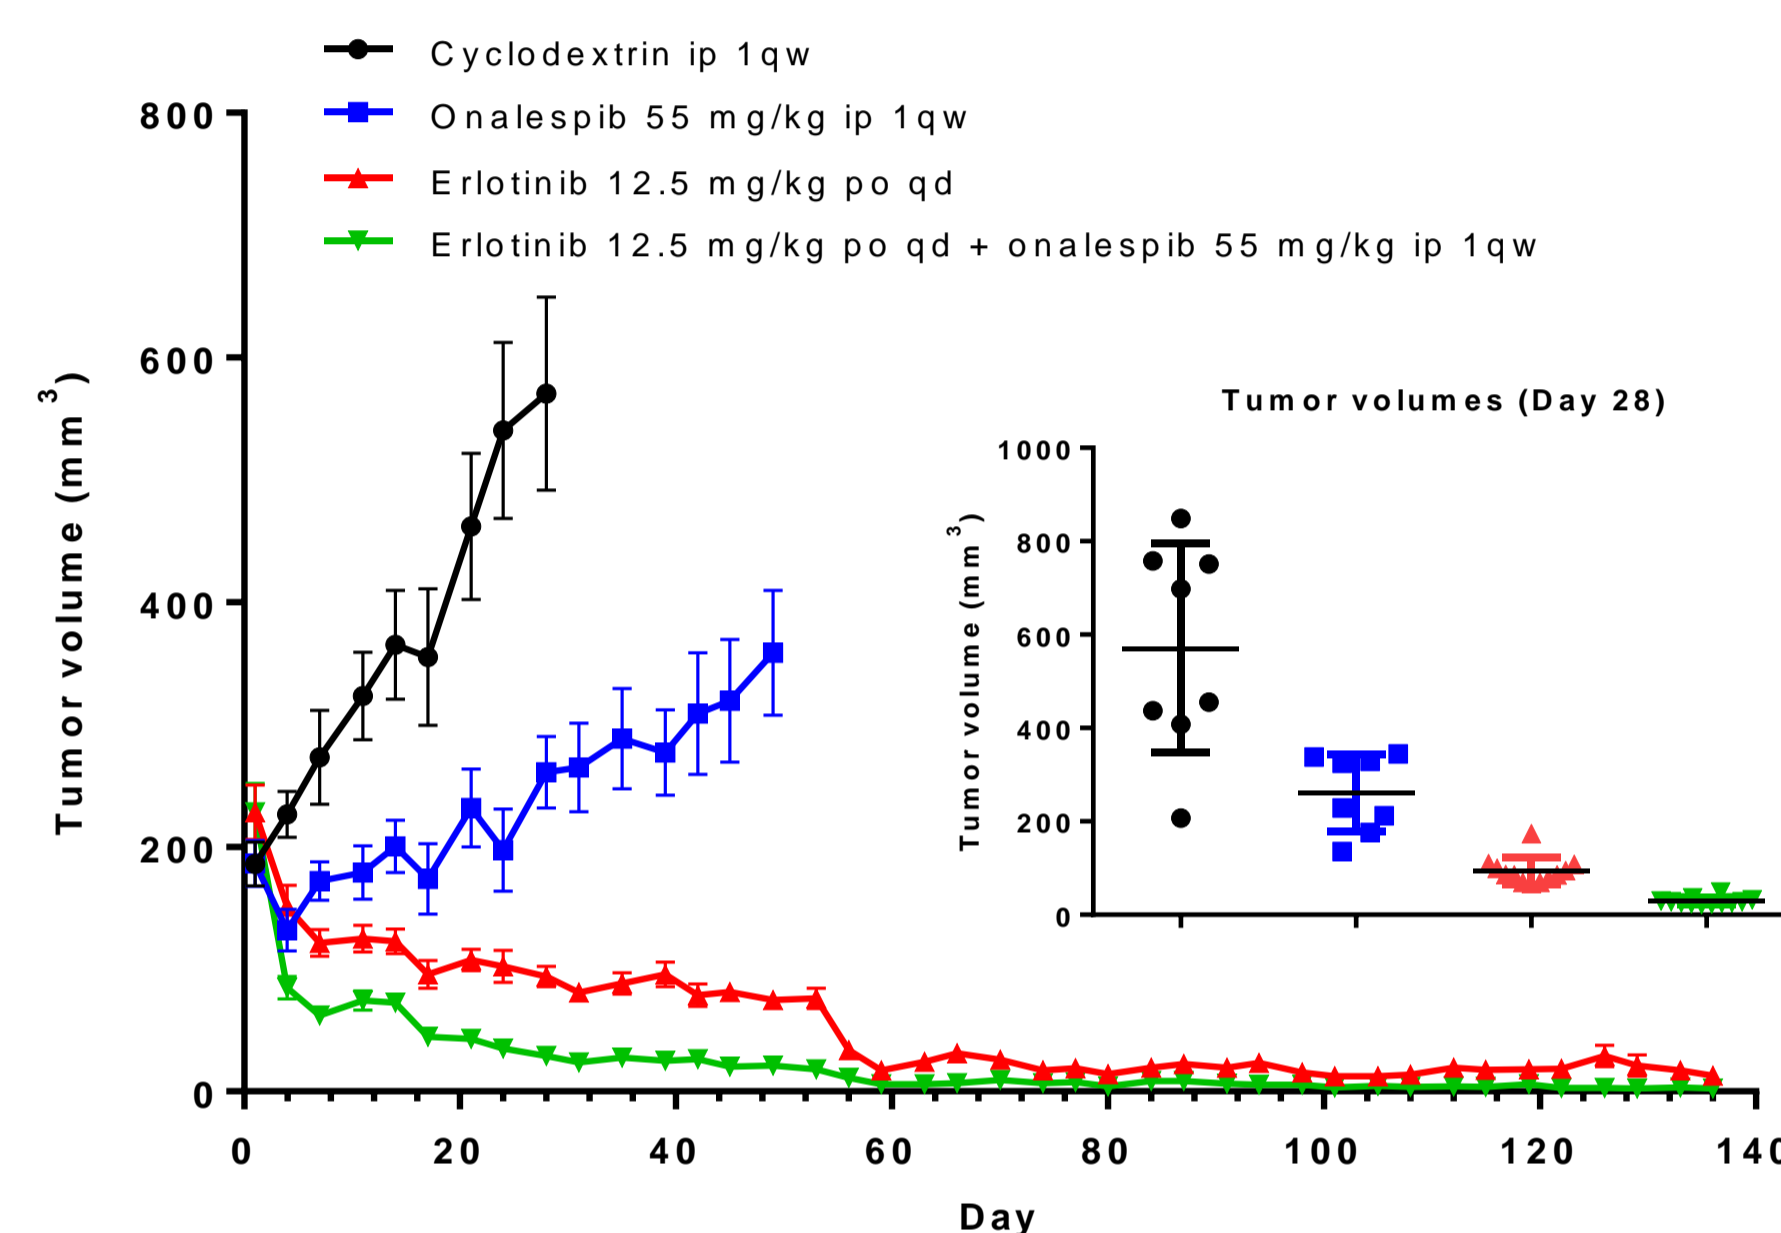 Cyclodextrin ip 1qw
Onalespib 55 mg/kg ip 1qw
Erlotinib 12.5 mg/kg po qd
Erlotinib 12.5 mg/kg po qd + onalespib 55 mg/kg ip 1qw
800
600
400
200
0
Tumor volume (mm³)
0 20 40 60 80 100 120 140
Day
Tumor volumes (Day 28)
1000
800
600
400
200
0
Tumor volume (mm³)